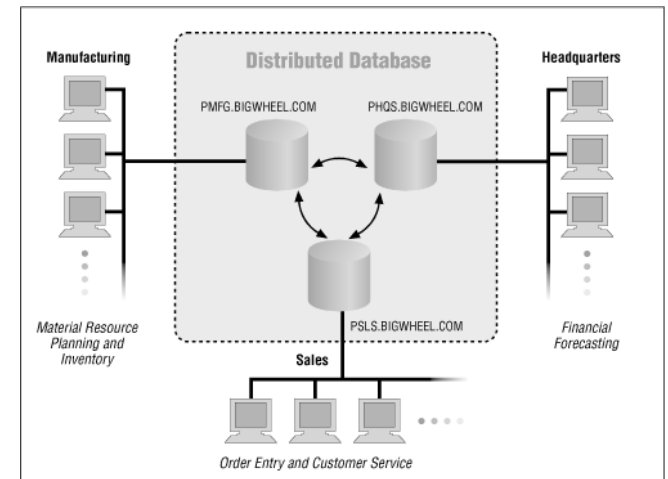 Distributed Database
Manufacturing
Headquarters
PMFG.BIGWHEEL.COM
PHQS.BIGWHEEL.COM
PSLS.BIGWHEEL.COM
Material Resource
Planning and
Inventory
Financial
Forecasting
Sales
Order Entry and Customer Service